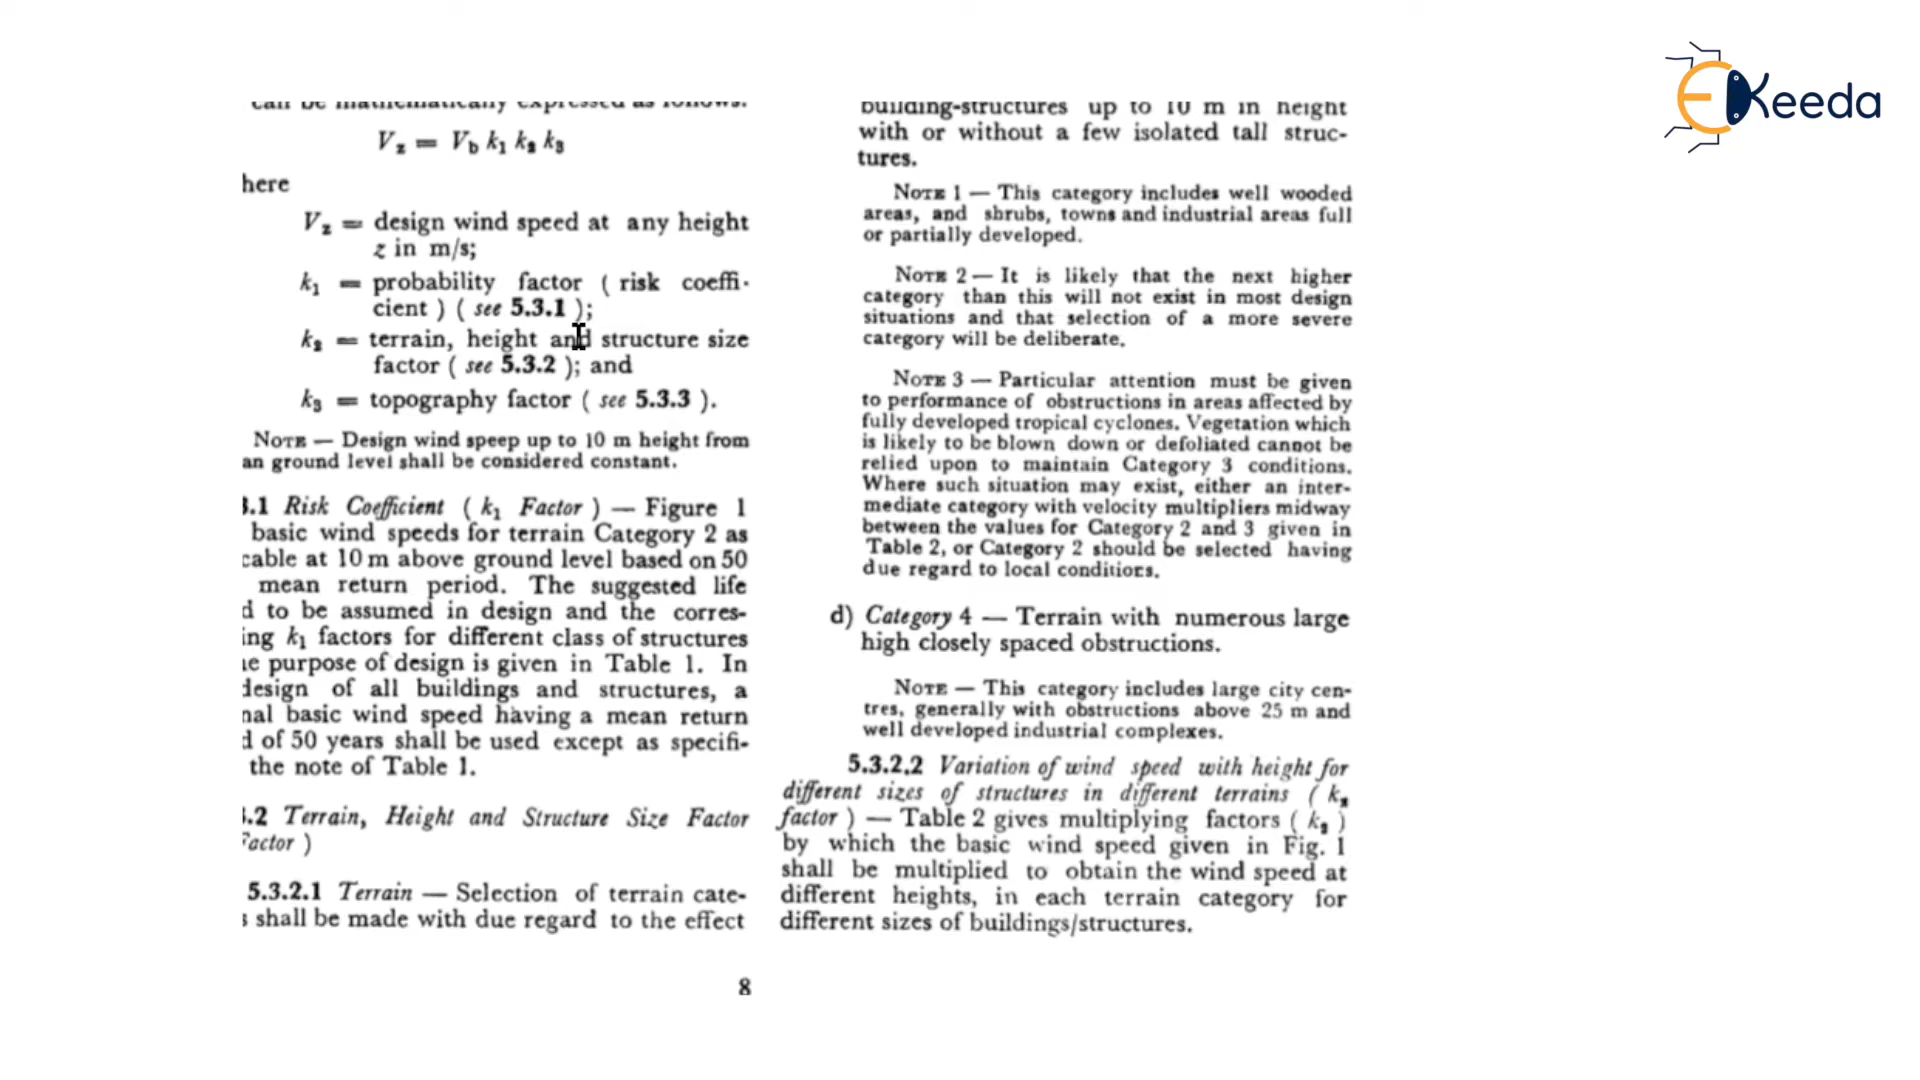 can be mathematically expressed as follows:
Vz = Vb k1 k2 k3
here
Vz = design wind speed at any height
z in m/s;
k1 = probability factor ( risk coeffi-
cient ) ( see 5.3.1 );
k2 = terrain, height and structure size
factor ( see 5.3.2 ); and
k3 = topography factor ( see 5.3.3 ).
NOTE — Design wind speep up to 10 m height from
an ground level shall be considered constant.
3.1 Risk Coefficient ( k1 Factor ) — Figure 1
basic wind speeds for terrain Category 2 as
cable at 10 m above ground level based on 50
mean return period. The suggested life
d to be assumed in design and the corres-
ing k1 factors for different class of structures
e purpose of design is given in Table 1. In
design of all buildings and structures, a
nal basic wind speed having a mean return
d of 50 years shall be used except as specifi-
the note of Table 1.
.2 Terrain, Height and Structure Size Factor
Factor )
5.3.2.1 Terrain — Selection of terrain cate-
s shall be made with due regard to the effect
building-structures up to 10 m in height
with or without a few isolated tall struc-
tures.
NOTE 1 — This category includes well wooded
areas, and shrubs, towns and industrial areas full
or partially developed.
NOTE 2 — It is likely that the next higher
category than this will not exist in most design
situations and that selection of a more severe
category will be deliberate.
NOTE 3 — Particular attention must be given
to performance of obstructions in areas affected by
fully developed tropical cyclones. Vegetation which
is likely to be blown down or defoliated cannot be
relied upon to maintain Category 3 conditions.
Where such situation may exist, either an inter-
mediate category with velocity multipliers midway
between the values for Category 2 and 3 given in
Table 2, or Category 2 should be selected having
due regard to local conditions.
d) Category 4 — Terrain with numerous large
high closely spaced obstructions.
NOTE — This category includes large city cen-
tres, generally with obstructions above 25 m and
well developed industrial complexes.
5.3.2.2 Variation of wind speed with height for
different sizes of structures in different terrains ( k2
factor ) — Table 2 gives multiplying factors ( k2 )
by which the basic wind speed given in Fig. 1
shall be multiplied to obtain the wind speed at
different heights, in each terrain category for
different sizes of buildings/structures.
8
EKeeda